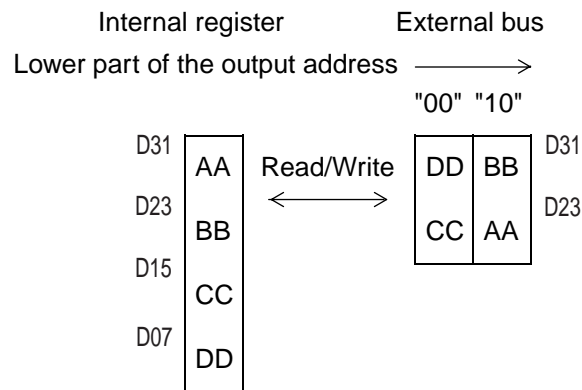 Internal register External bus
Lower part of the output address
"00" "10"
D31 AA Read/Write DD BB D31
D23 BB CC AA D23
D15 CC
D07 DD